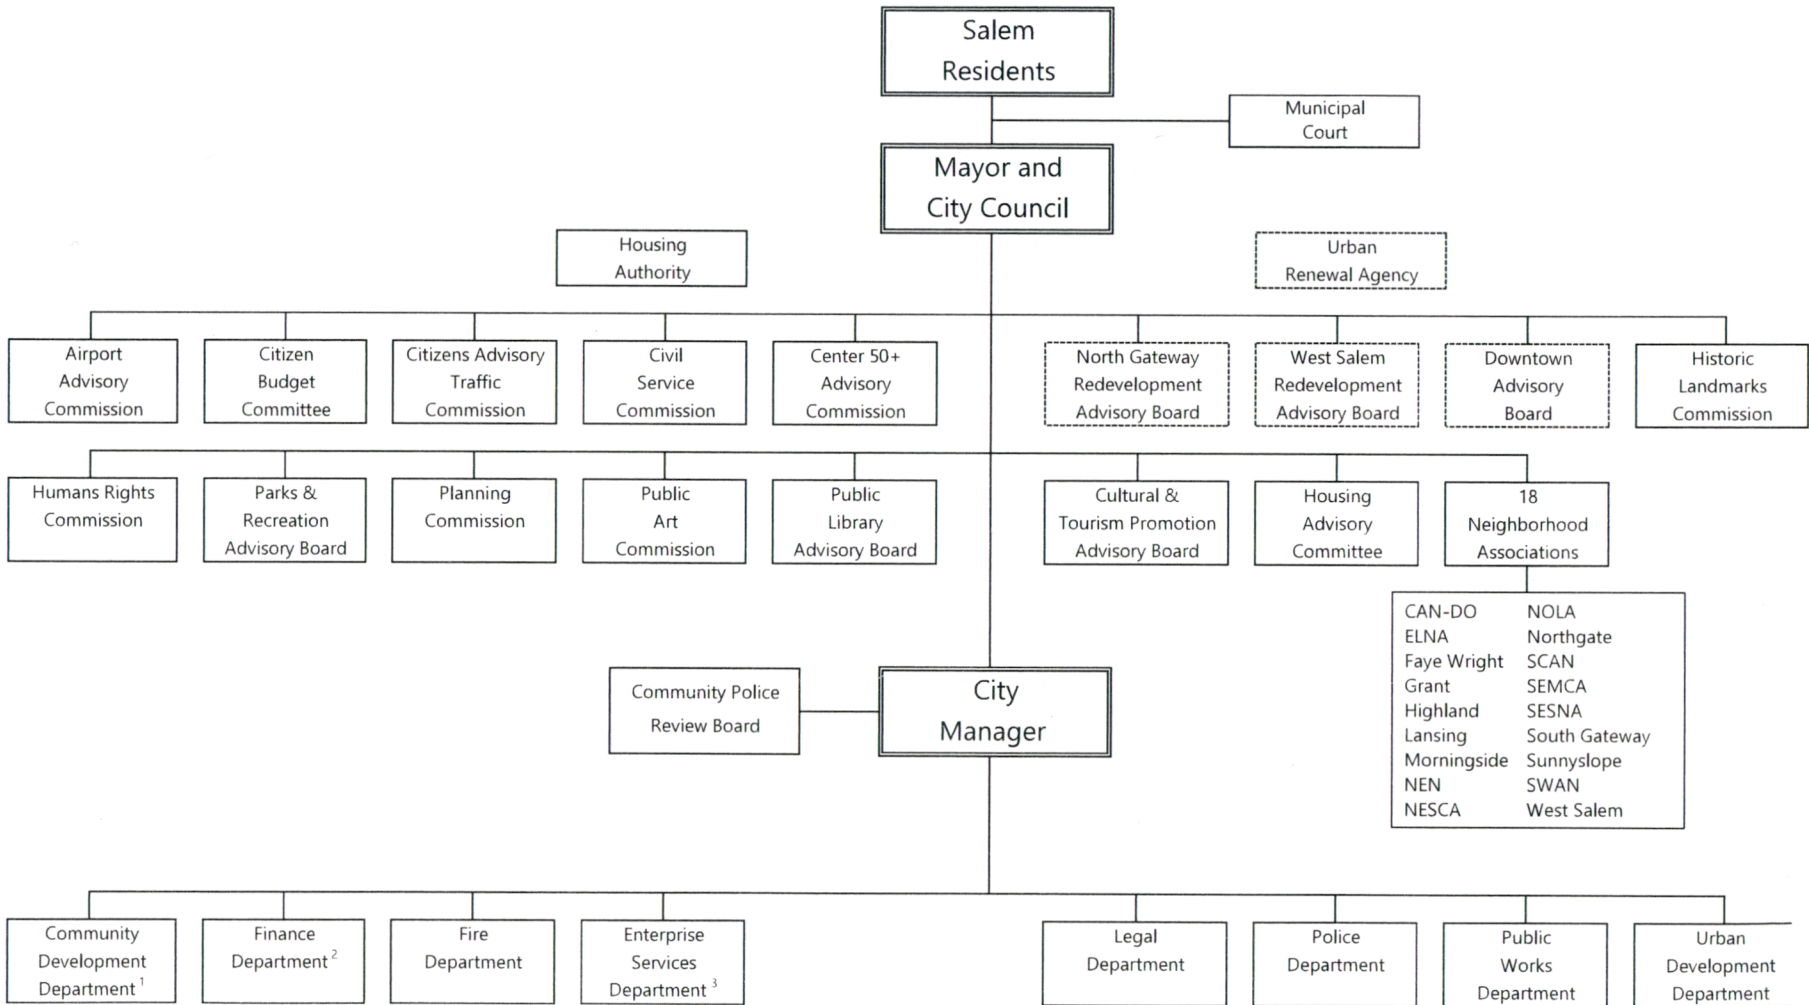 Salem
Residents
Municipal
Court
Mayor and
City Council
Housing
Authority
Urban
Renewal Agency
Airport
Advisory
Commission
Citizen
Budget
Committee
Citizens Advisory
Traffic
Commission
Civil
Service
Commission
Center 50+
Advisory
Commission
North Gateway
Redevelopment
Advisory Board
West Salem
Redevelopment
Advisory Board
Downtown
Advisory
Board
Historic
Landmarks
Commission
Humans Rights
Commission
Parks &
Recreation
Advisory Board
Planning
Commission
Public
Art
Commission
Public
Library
Advisory Board
Cultural &
Tourism Promotion
Advisory Board
Housing
Advisory
Committee
18
Neighborhood
Associations
CAN-DO NOLA
ELNA Northgate
Faye Wright SCAN
Grant SEMCA
Highland SESNA
Lansing South Gateway
Morningside Sunnyslope
NEN SWAN
NESCA West Salem
Community Police
Review Board
City
Manager
Community
Development
Department 1
Finance
Department 2
Fire
Department
Enterprise
Services
Department 3
Legal
Department
Police
Department
Public
Works
Department
Urban
Development
Department